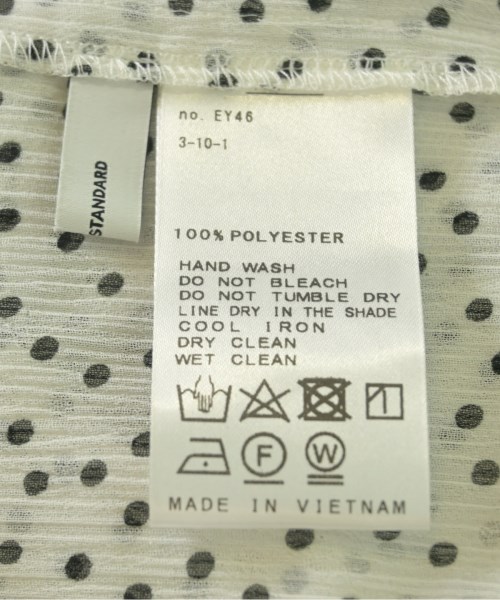 no. EY46
3-10-1
STANDARD
100% POLYESTER
HAND WASH
DO NOT BLEACH
DO NOT TUMBLE DRY
LINE DRY IN THE SHADE
COOL IRON
DRY CLEAN
WET CLEAN
F
W
MADE IN VIETNAM